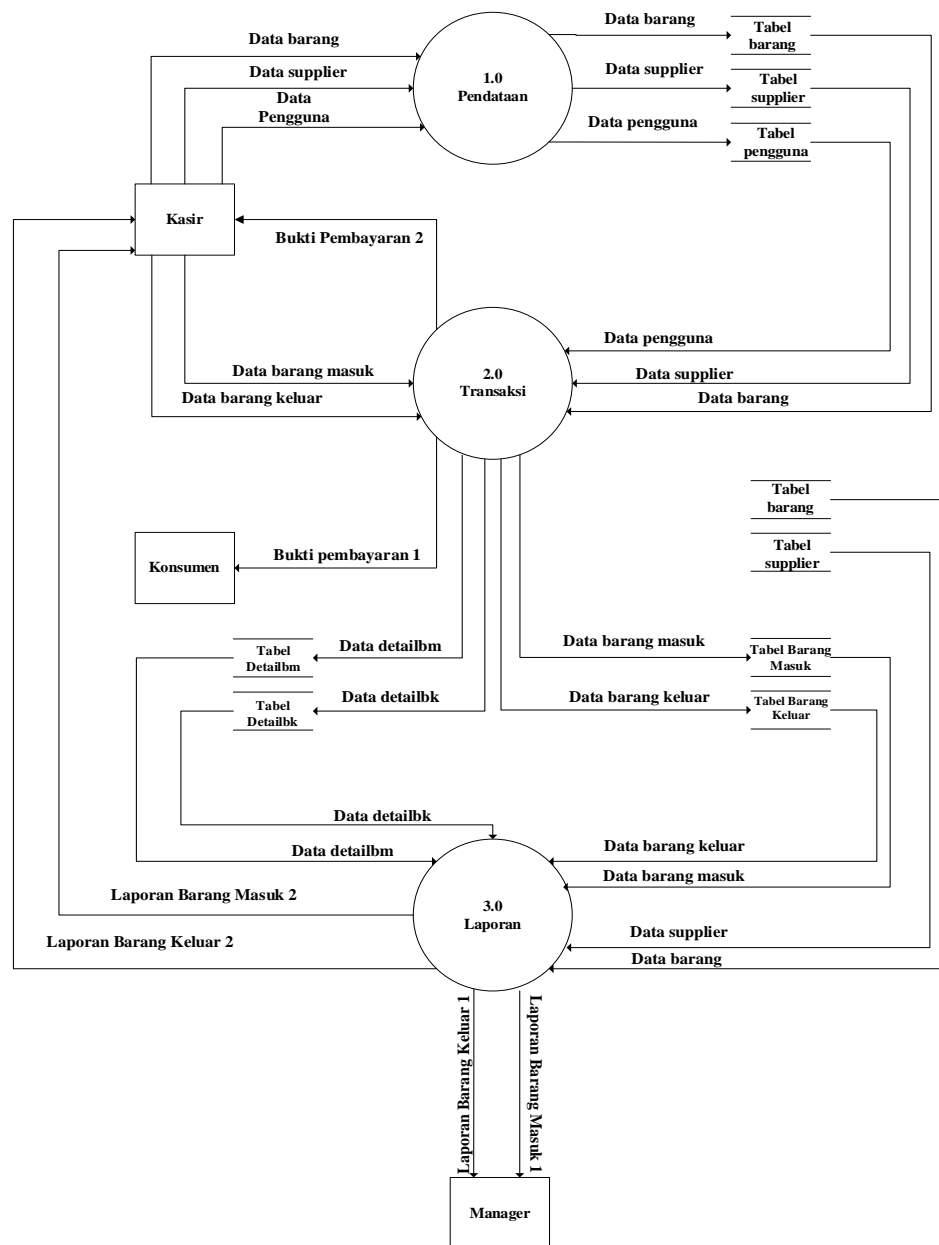 Data barang
Data supplier
Data
Pengguna
1.0
Pendataan
Data barang
Data supplier
Data pengguna
Tabel
barang
Tabel
supplier
Tabel
pengguna
Kasir
Bukti Pembayaran 2
Data barang masuk
Data barang keluar
2.0
Transaksi
Data pengguna
Data supplier
Data barang
Tabel
barang
Tabel
supplier
Konsumen
Bukti pembayaran 1
Tabel
Detailbm
Data detailbm
Tabel
Detailbk
Data detailbk
Data barang masuk
Tabel Barang
Masuk
Data barang keluar
Tabel Barang
Keluar
Data detailbk
Data detailbm
Laporan Barang Masuk 2
Laporan Barang Keluar 2
3.0
Laporan
Data barang keluar
Data barang masuk
Data supplier
Data barang
Laporan Barang Keluar 1
Laporan Barang Masuk 1
Manager